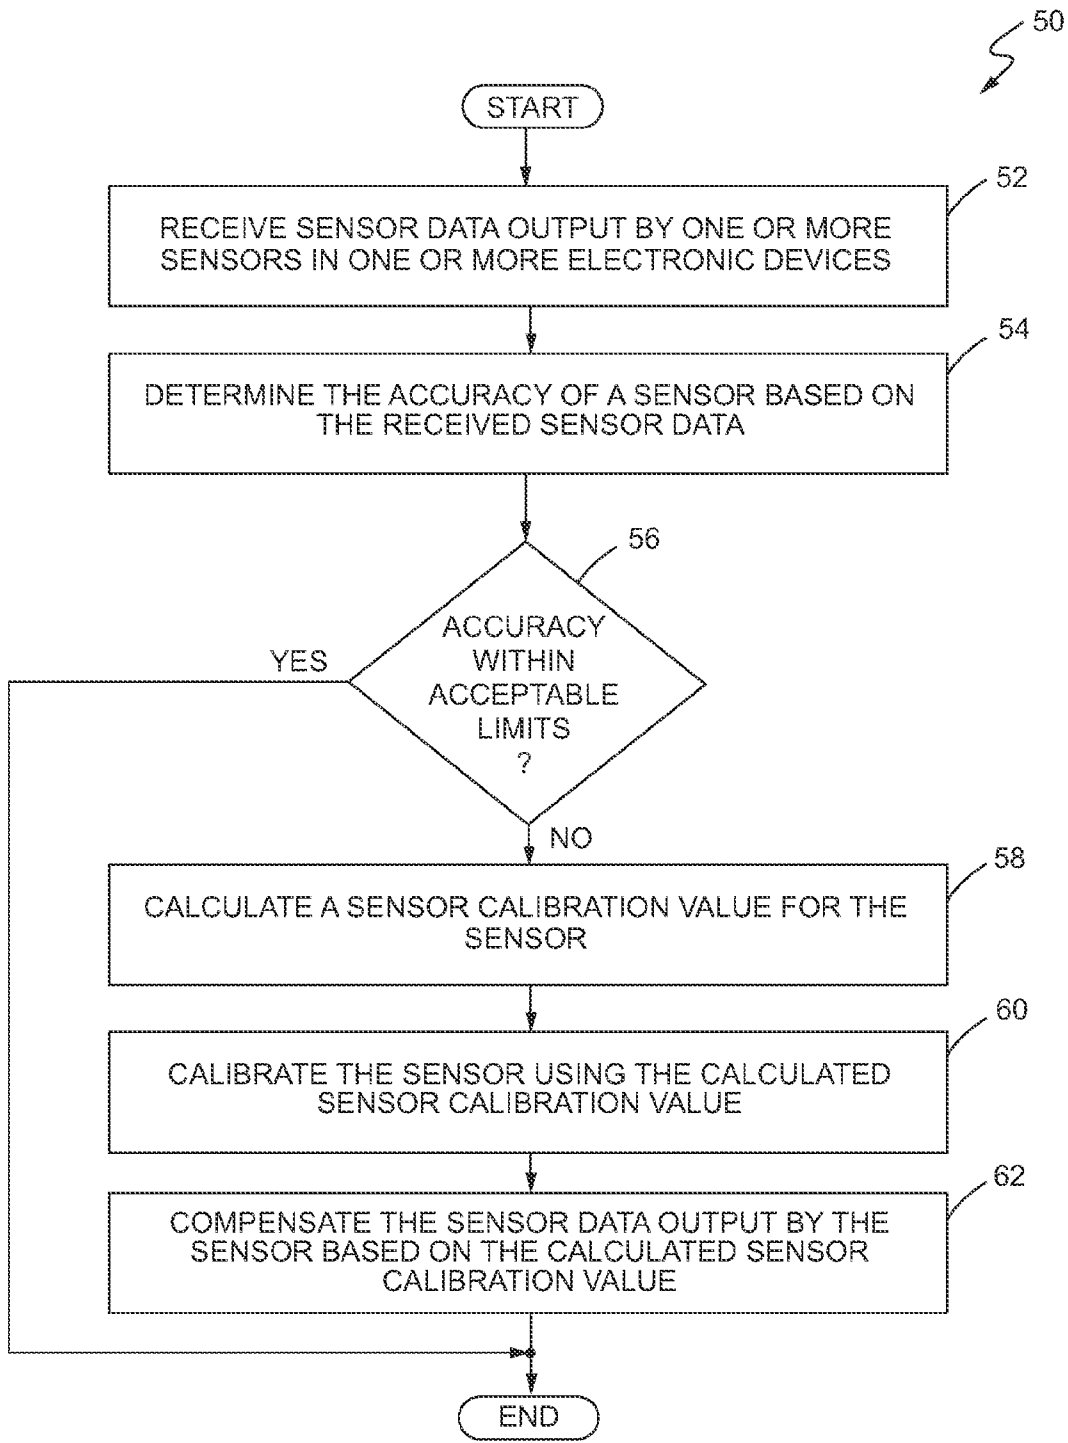 50
START
52
RECEIVE SENSOR DATA OUTPUT BY ONE OR MORE
SENSORS IN ONE OR MORE ELECTRONIC DEVICES
54
DETERMINE THE ACCURACY OF A SENSOR BASED ON
THE RECEIVED SENSOR DATA
56
ACCURACY
WITHIN
ACCEPTABLE
LIMITS
?
YES
NO
58
CALCULATE A SENSOR CALIBRATION VALUE FOR THE
SENSOR
60
CALIBRATE THE SENSOR USING THE CALCULATED
SENSOR CALIBRATION VALUE
62
COMPENSATE THE SENSOR DATA OUTPUT BY THE
SENSOR BASED ON THE CALCULATED SENSOR
CALIBRATION VALUE
END